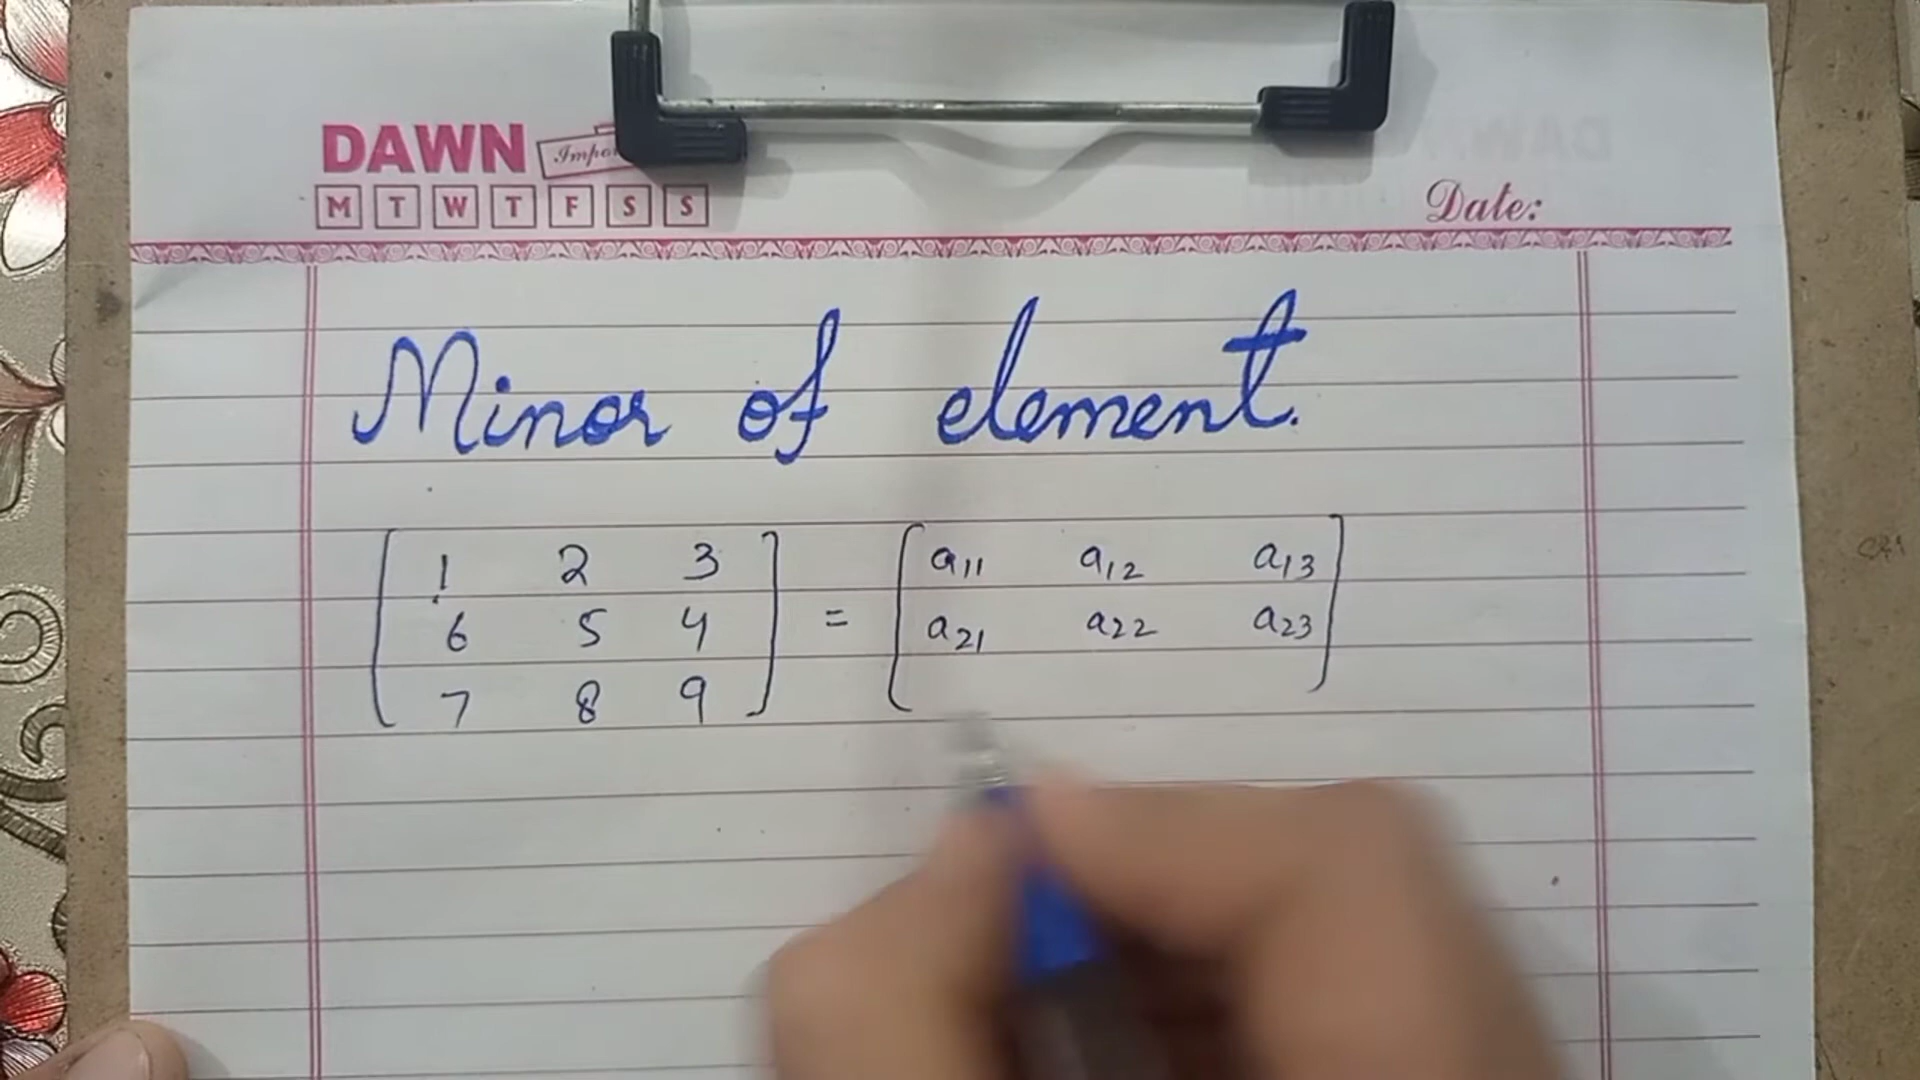 DAWN
M T W T F S S
Date:
Minor of element.
1 2 3 = a11 a12 a13
6 5 4 a21 a22 a23
7 8 9